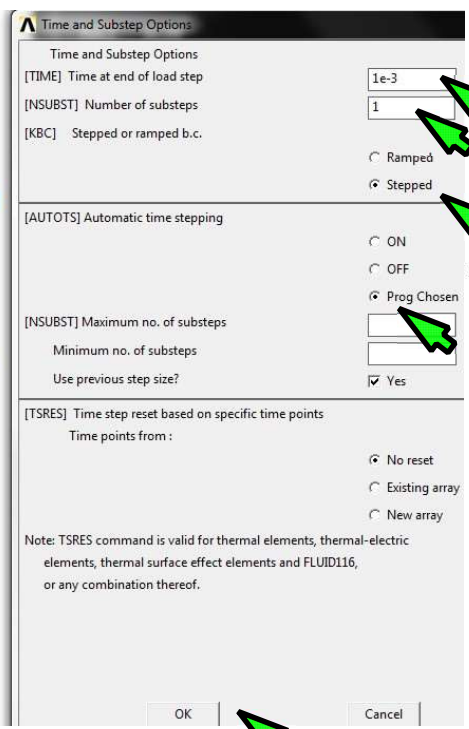 Time and Substep Options
Time and Substep Options
[TIME] Time at end of load step
1e-3
[NSUBST] Number of substeps
1
[KBC] Stepped or ramped b.c.
Ramped
Stepped
[AUTOTS] Automatic time stepping
ON
OFF
Prog Chosen
[NSUBST] Maximum no. of substeps
Minimum no. of substeps
Use previous step size?
Yes
[TSRES] Time step reset based on specific time points
Time points from :
No reset
Existing array
New array
Note: TSRES command is valid for thermal elements, thermal-electric
elements, thermal surface effect elements and FLUID116,
or any combination thereof.
OK
Cancel